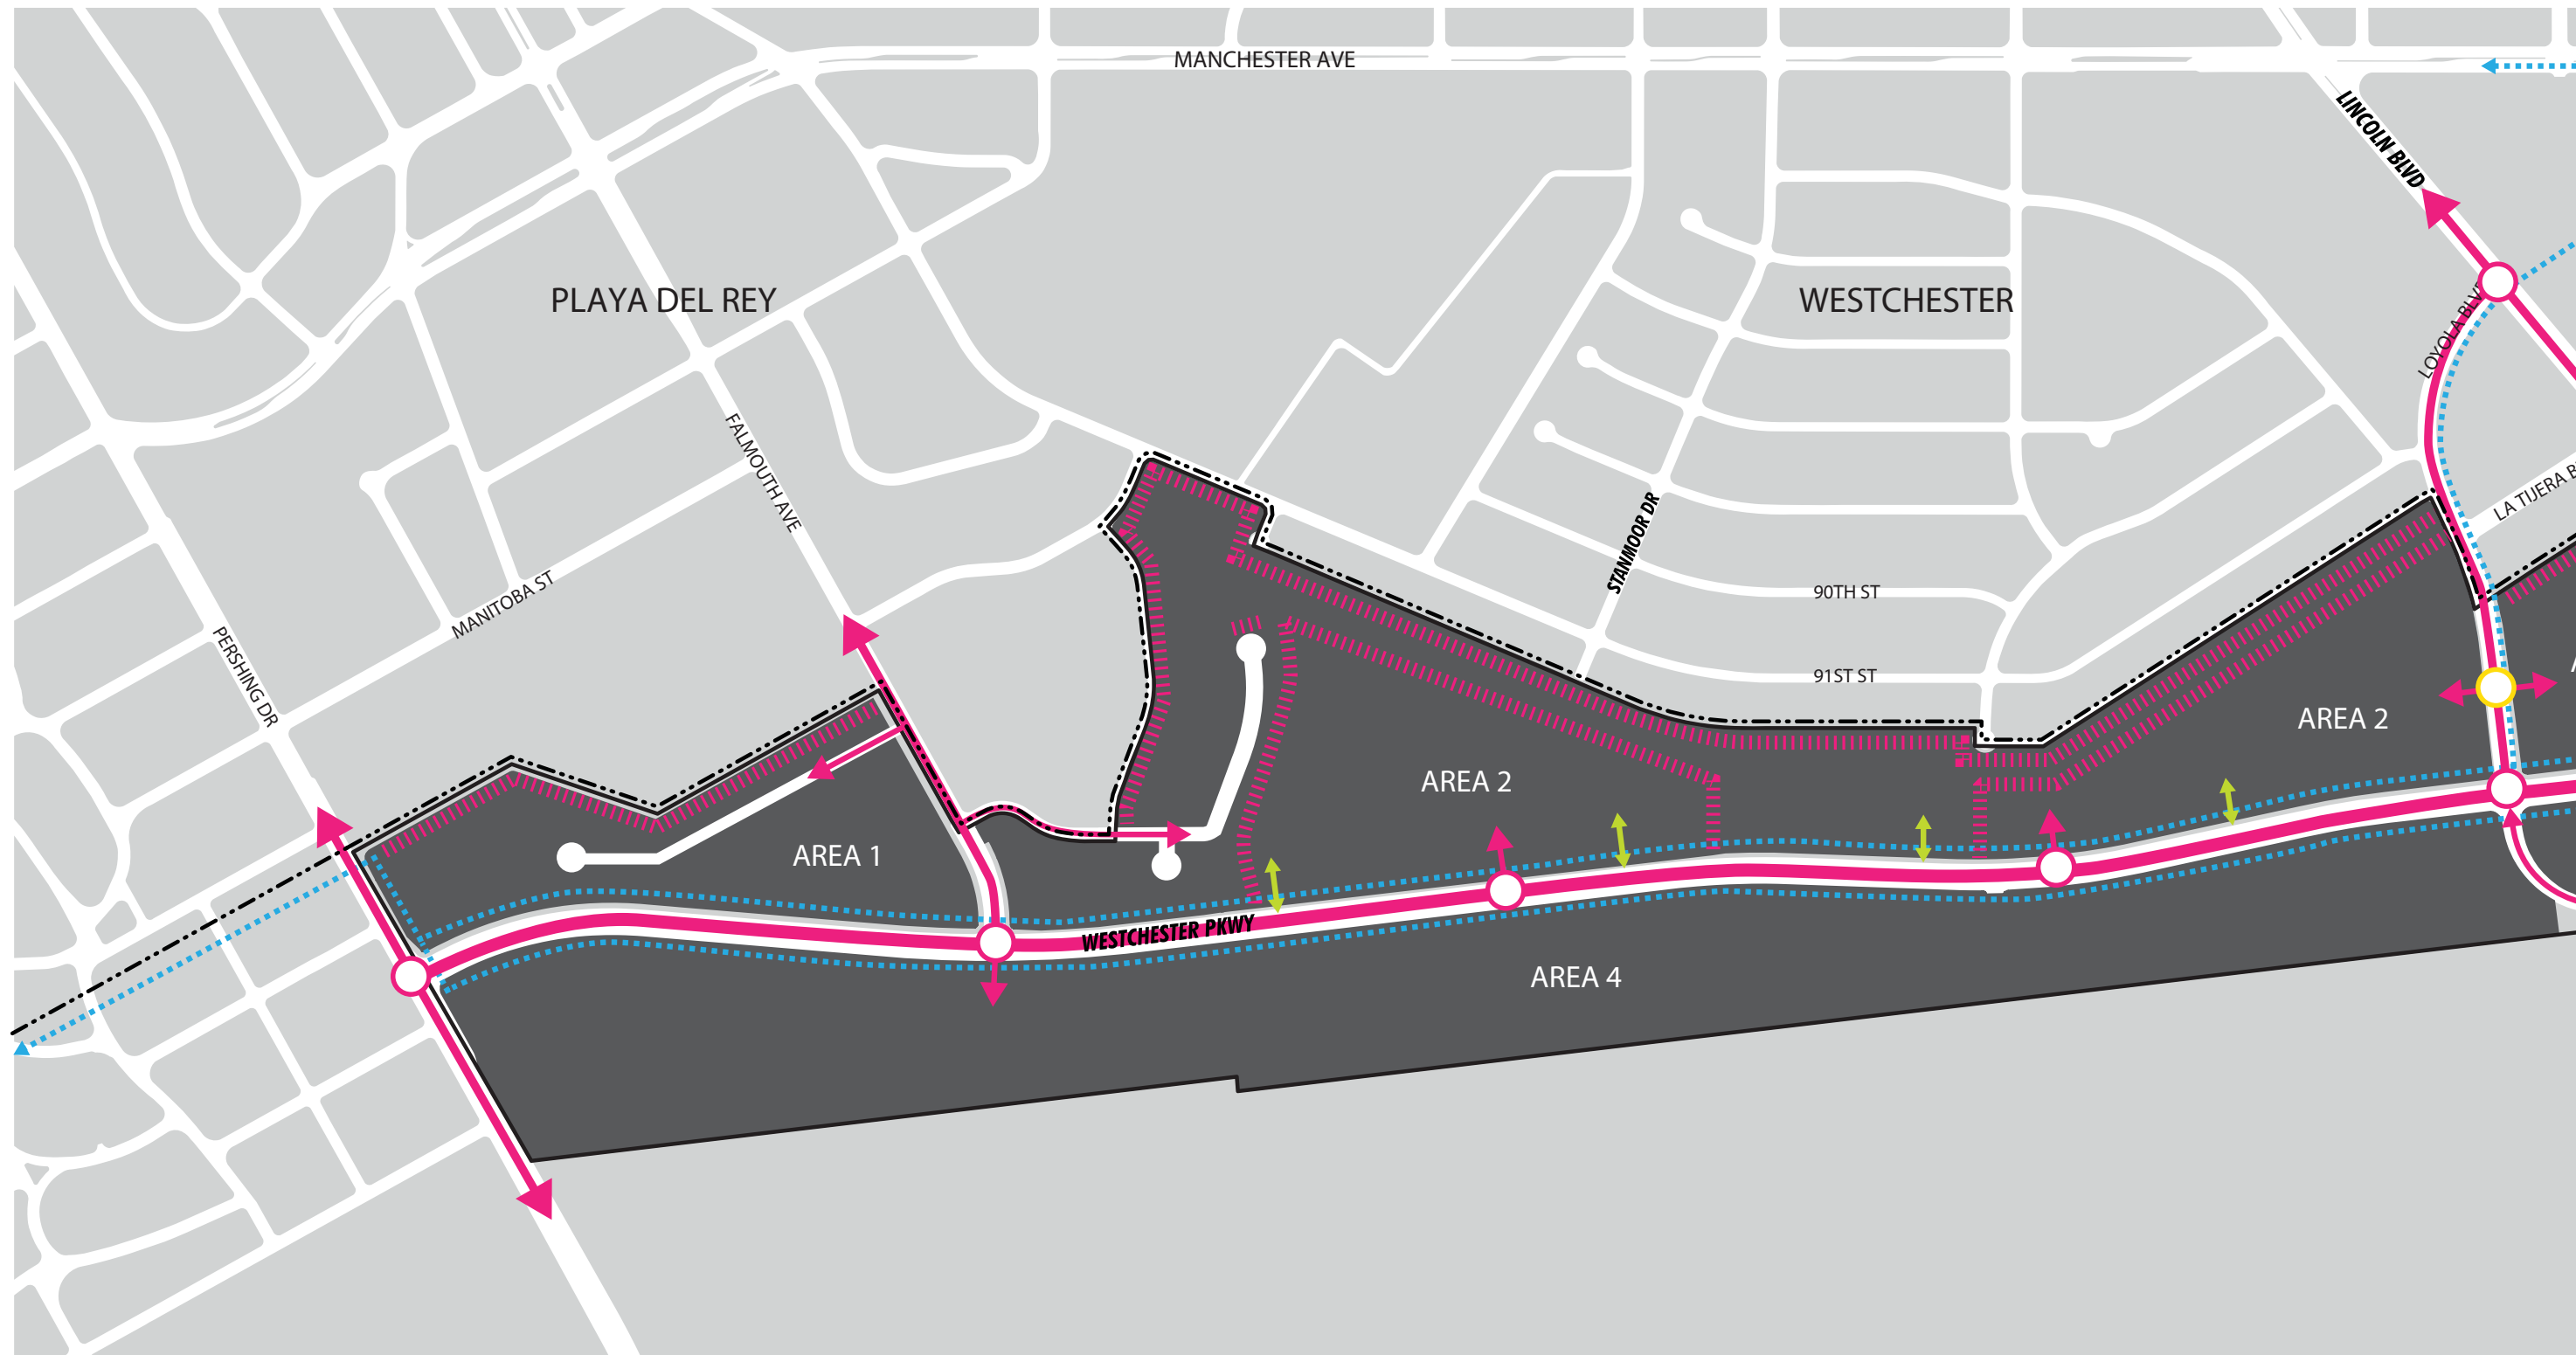 MANCHESTER AVE
LINCOLN BLVD
PLAYA DEL REY
WESTCHESTER
LOYOLA BLV
FALMOUTH AVE
LA TIJERA B
STANMOOR DR
MANITOBA ST
90TH ST
PERSHING DR
91ST ST
AREA 2
AREA 2
AREA 1
WESTCHESTER PKWY
AREA 4